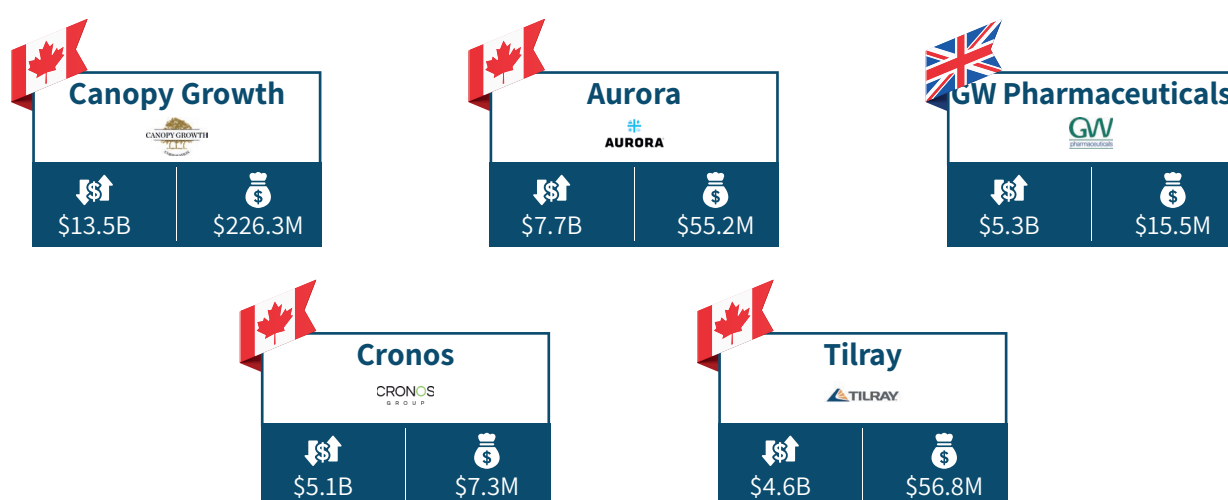 Canopy Growth
CANOPY GROWTH
$13.5B
$226.3M
Aurora
AURORA
$7.7B
$55.2M
GW Pharmaceuticals
GW
pharmaceuticals
$5.3B
$15.5M
Cronos
CRONOS
GROUP
$5.1B
$7.3M
Tilray
TILRAY
$4.6B
$56.8M